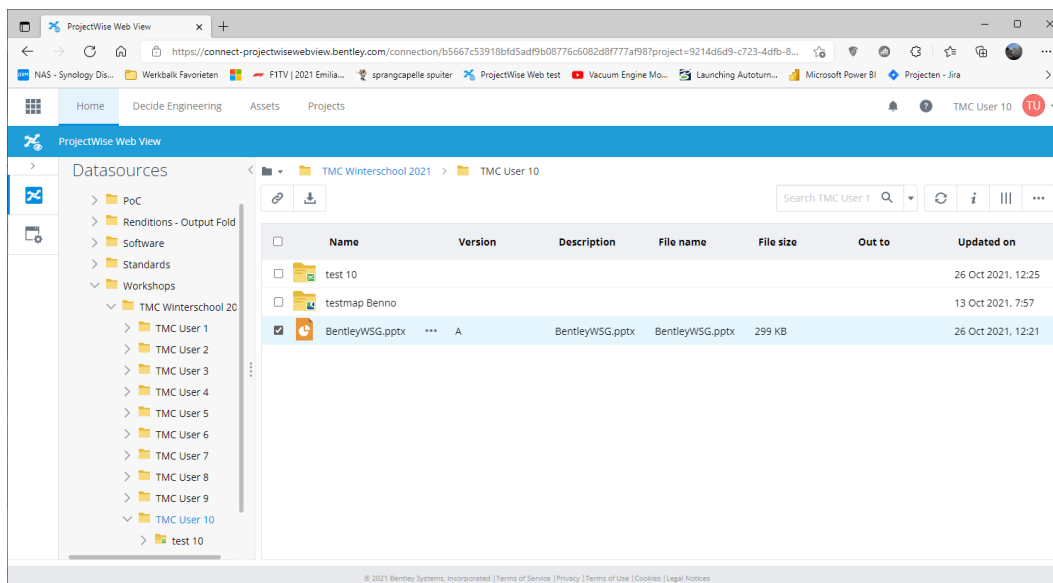 ProjectWise Web View
https://connect-projectwisewebview.bentley.com/connection/b5667c53918bfd5adf9b08776c6082d8f777af98?project=9214d6d9-c723-4dfb-8...
NAS - Synology Dis... Werkbalk Favorieten F1TV | 2021 Emilia... sprangcapelle spuiter ProjectWise Web test Vacuum Engine Mo... Launching Autoturn... Microsoft Power BI Projecten - Jira
Home Decide Engineering Assets Projects TMC User 10 TU
ProjectWise Web View
Datasources TMC Winterschool 2021 > TMC User 10
PoC
Search TMC User 1
Renditions - Output Fold
Software
Name Version Description File name File size Out to Updated on
Standards
test 10 26 Oct 2021, 12:25
Workshops
TMC Winterschool 20
testmap Benno 13 Oct 2021, 7:57
TMC User 1
BentleyWSG.pptx ... A BentleyWSG.pptx BentleyWSG.pptx 299 KB 26 Oct 2021, 12:21
TMC User 2
TMC User 3
TMC User 4
TMC User 5
TMC User 6
TMC User 7
TMC User 8
TMC User 9
TMC User 10
test 10
© 2021 Bentley Systems, Incorporated | Terms of Service | Privacy | Terms of Use | Cookies | Legal Notices